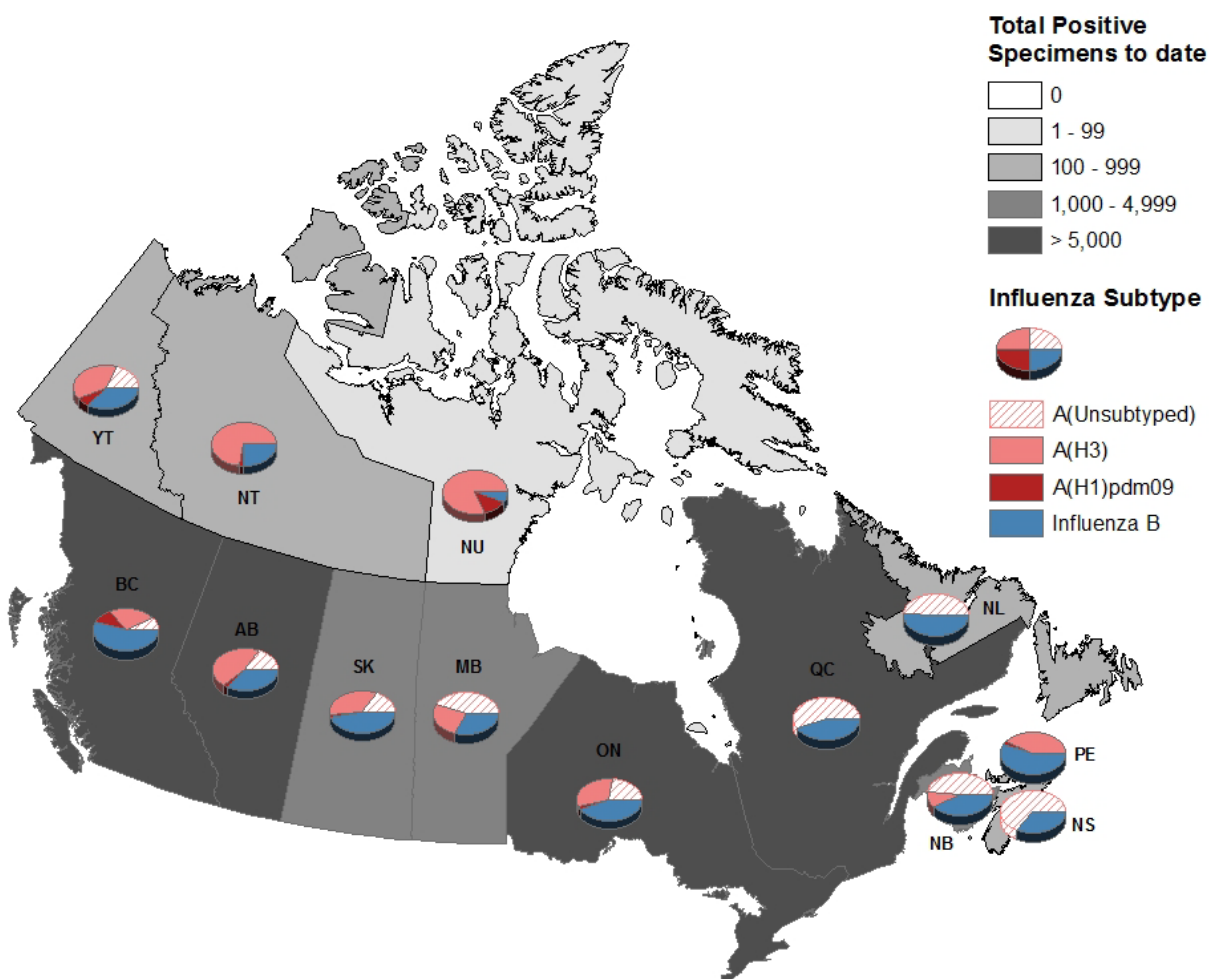 Total Positive
Specimens to date
0
1 - 99
100 - 999
1,000 - 4,999
> 5,000
Influenza Subtype
A(Unsubtyped)
A(H3)
A(H1)pdm09
Influenza B
YT
NT
NU
BC
AB
SK
MB
ON
QC
NL
PE
NB
NS